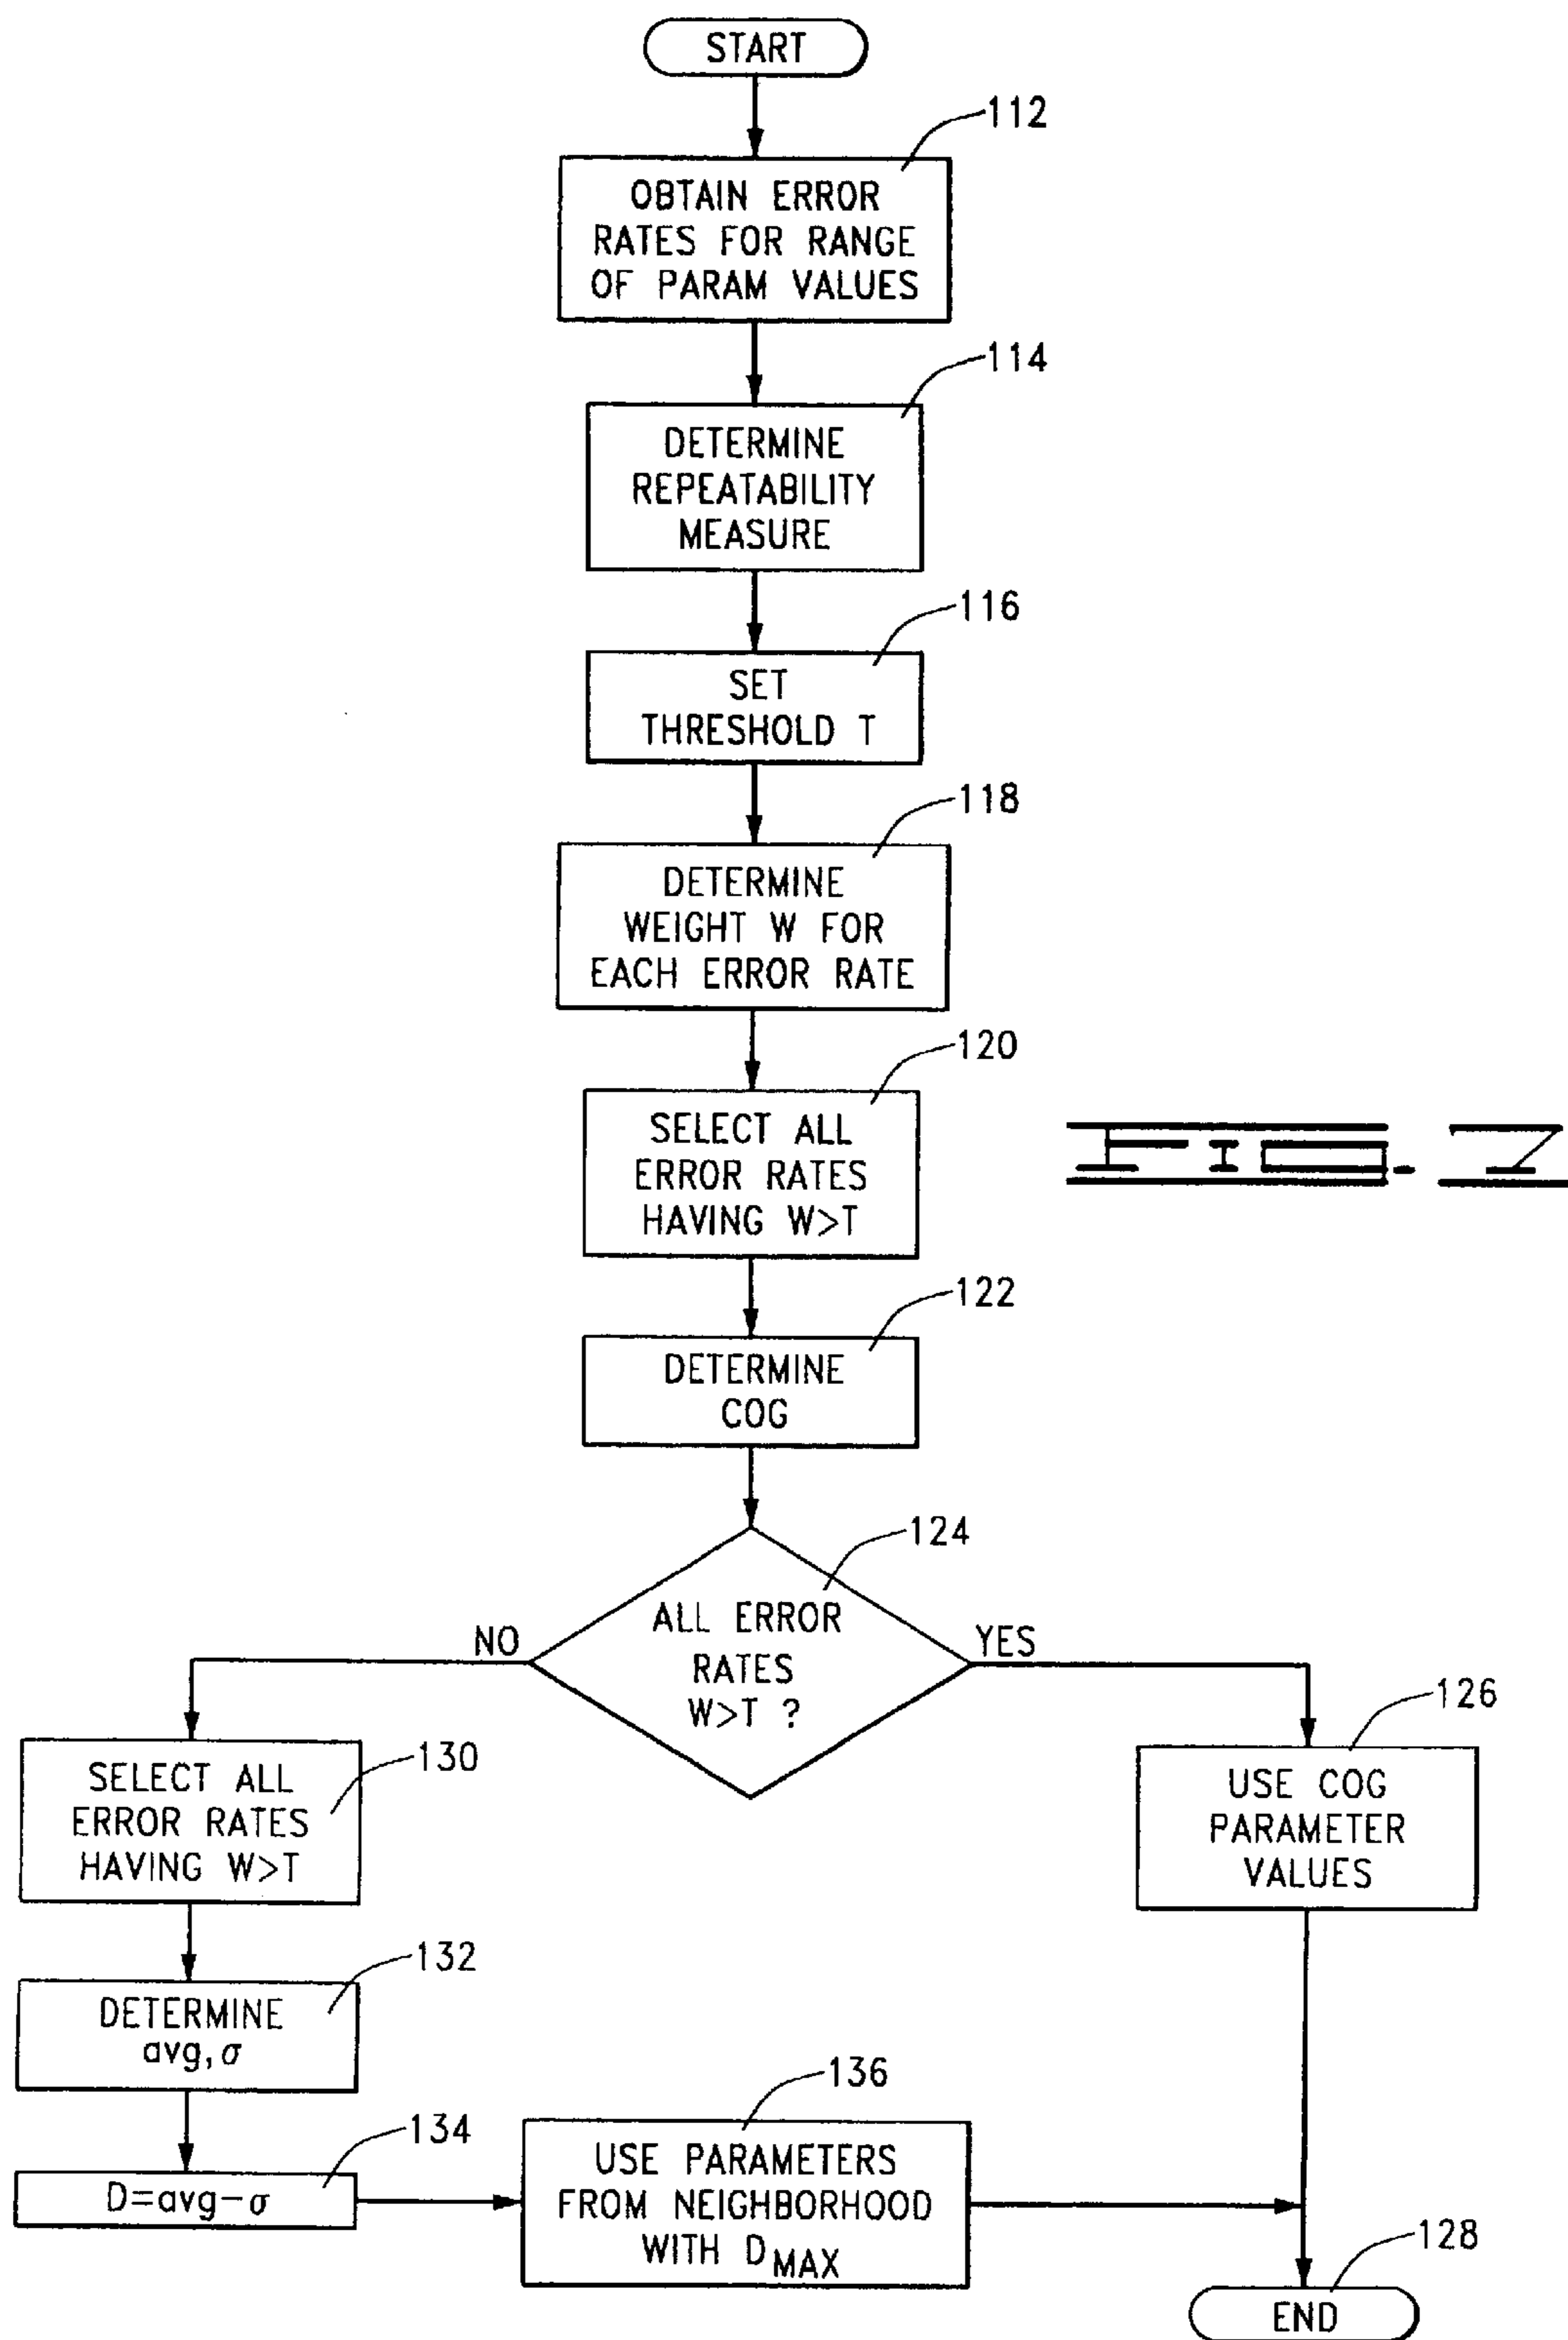 START
112
OBTAIN ERROR
RATES FOR RANGE
OF PARAM VALUES
114
DETERMINE
REPEATABILITY
MEASURE
116
SET
THRESHOLD T
118
DETERMINE
WEIGHT W FOR
EACH ERROR RATE
120
SELECT ALL
ERROR RATES
HAVING W>T
FIG. 7
122
DETERMINE
COG
124
ALL ERROR
RATES
W>T ?
NO
YES
126
USE COG
PARAMETER
VALUES
130
SELECT ALL
ERROR RATES
HAVING W>T
132
DETERMINE
avg, σ
134
D=avg-σ
136
USE PARAMETERS
FROM NEIGHBORHOOD
WITH D MAX
128
END